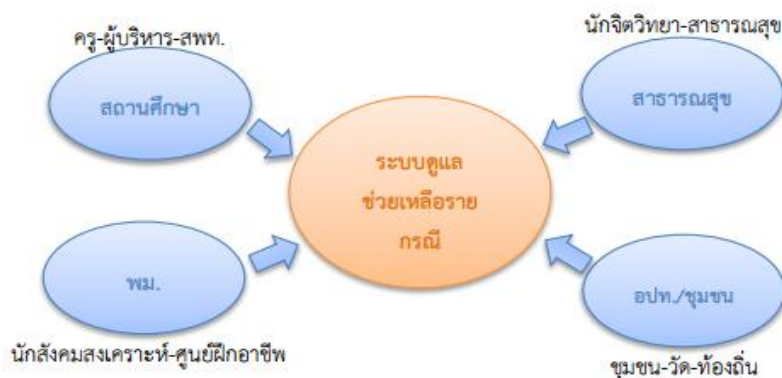 ครู-ผู้บริหาร-สพท.
นักจิตวิทยา-สาธารณสุข
สถานศึกษา
สาธารณสุข
ระบบดูแล
ช่วยเหลือราย
กรณี
พม.
อปท./ชุมชน
นักสังคมสงเคราะห์-ศูนย์ฝึกอาชีพ
ชุมชน-วัด-ท้องถิ่น